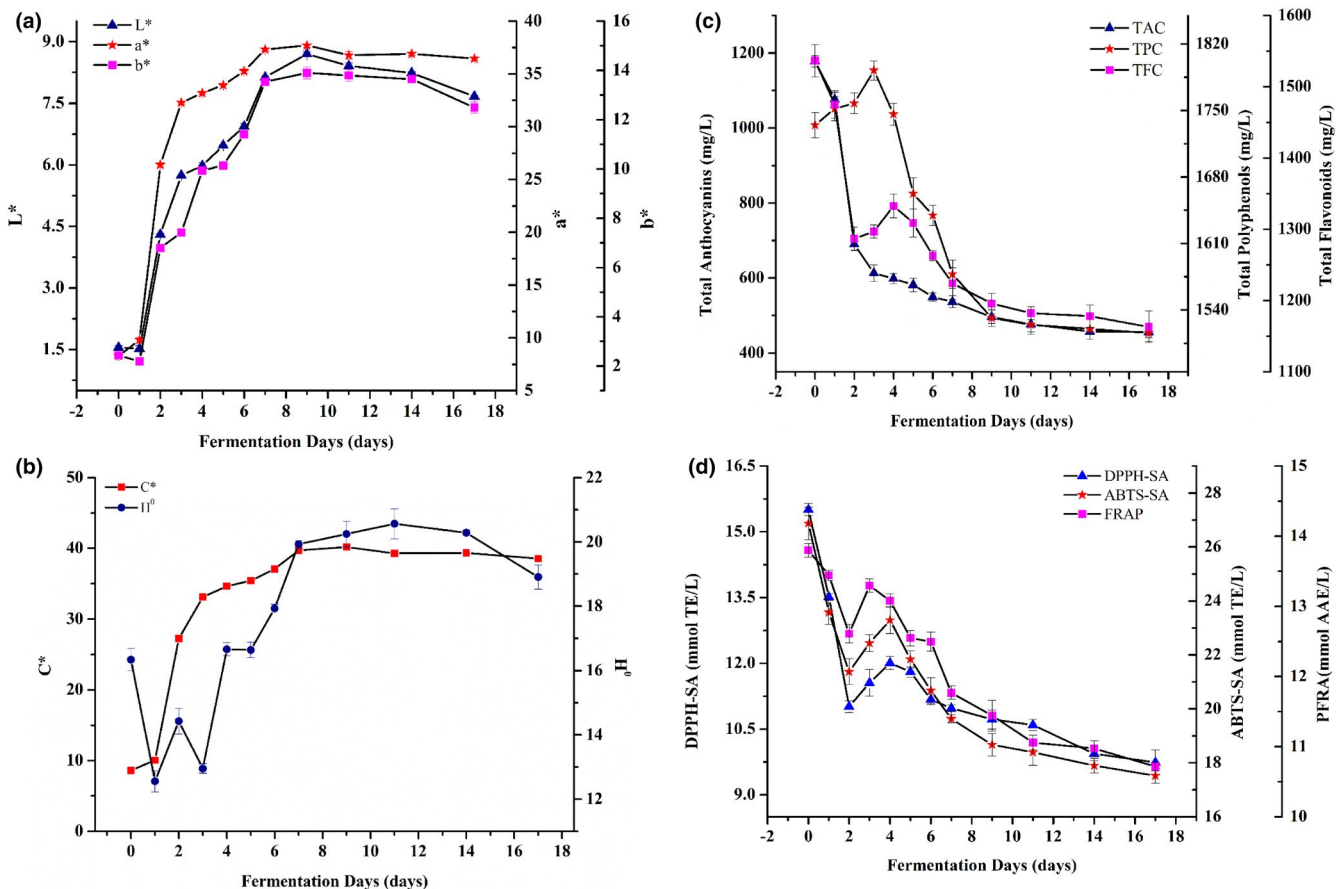 (a)
L*
a*
b*
9.0
7.5
6.0
4.5
3.0
1.5
L*
40
35
30
25
20
15
10
5
a*
16
14
12
10
8
6
4
2
b*
-2 0 2 4 6 8 10 12 14 16 18
Fermentation Days (days)
(c)
TAC
TPC
TFC
1200
1000
800
600
400
Total Anthocyanins (mg/L)
1820
1750
1680
1610
1540
Total Polyphenols (mg/L)
1600
1500
1400
1300
1200
1100
Total Flavonoids (mg/L)
-2 0 2 4 6 8 10 12 14 16 18
Fermentation Days (days)
(b)
C*
H⁰
50
40
30
20
10
0
C*
22
20
18
16
14
12
H⁰
0 2 4 6 8 10 12 14 16 18
Fermentation Days (days)
(d)
DPPH-SA
ABTS-SA
FRAP
16.5
15.0
13.5
12.0
10.5
9.0
DPPH-SA (mmol TE/L)
28
26
24
22
20
18
16
ABTS-SA (mmol TE/L)
15
14
13
12
11
10
PFRA(mmol AAE/L)
-2 0 2 4 6 8 10 12 14 16 18
Fermentation Days (days)